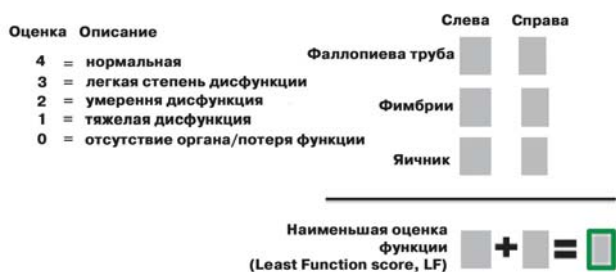 Слева Справа
Оценка Описание
4 = нормальная
3 = легкая степень дисфункции
2 = умерення дисфункция
1 = тяжелая дисфункция
0 = отсутствие органа/потеря функции
Фаллопиева труба
Фимбрии
Яичник
Наименьшая оценка
функции
(Least Function score, LF)
+ =